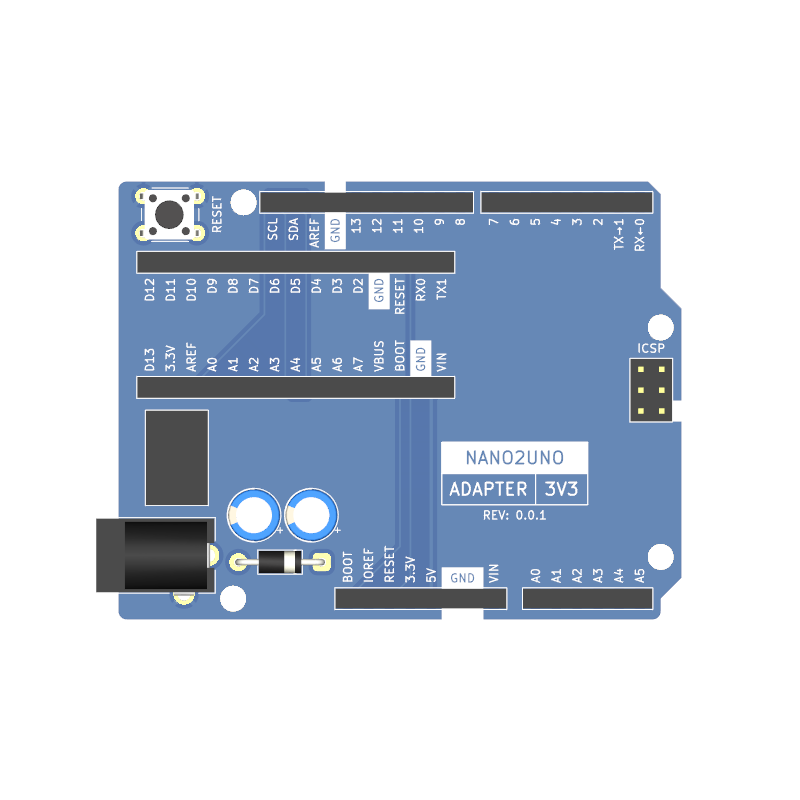 RESET
SCL SDA AREF GND 13 12 11 10 9 8 7 6 5 4 3 2 TX→1 RX←0
D12 D11 D10 D9 D8 D7 D6 D5 D4 D3 D2 GND RESET RX0 TX1
D13 3.3V AREF A0 A1 A2 A3 A4 A5 A6 A7 VBUS BOOT GND VIN
ICSP
NANO2UNO
ADAPTER 3V3
REV: 0.0.1
+ +
BOOT IOREF RESET 3.3V 5V GND VIN A0 A1 A2 A3 A4 A5